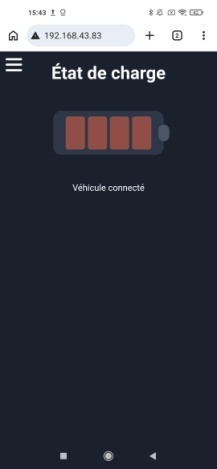 15:43
192.168.43.83
2
État de charge
Véhicule connecté